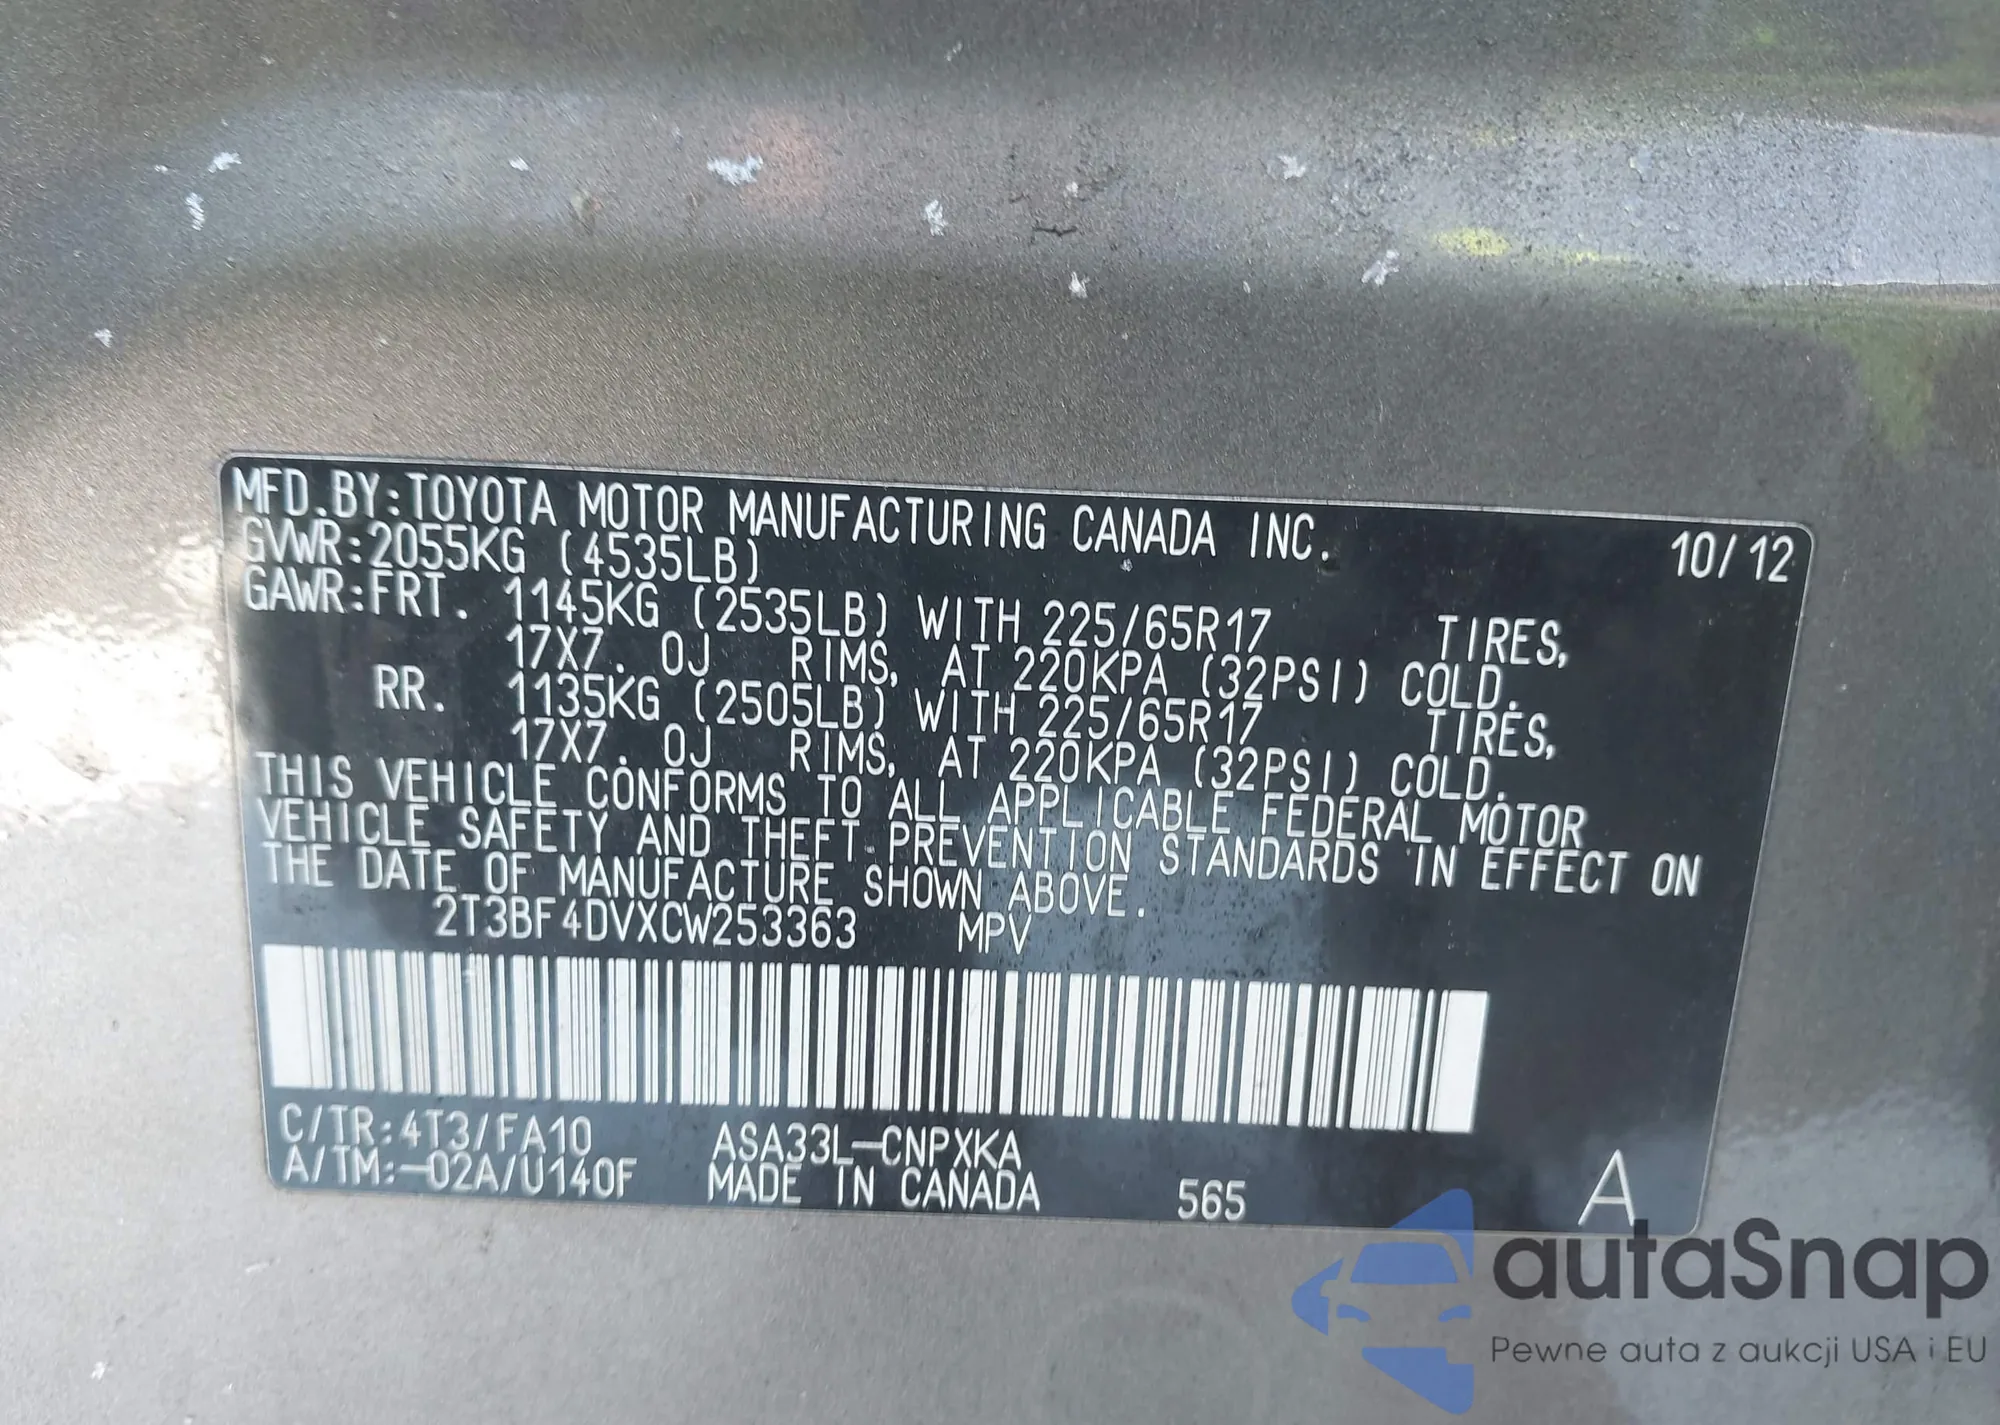 MFD.BY:TOYOTA MOTOR MANUFACTURING CANADA INC. 10/12
GVWR:2055KG (4535LB)
GAWR:FRT. 1145KG (2535LB) WITH 225/65R17 TIRES,
17X7.0J RIMS, AT 220KPA (32PSI) COLD.
RR. 1135KG (2505LB) WITH 225/65R17 TIRES,
17X7.0J RIMS, AT 220KPA (32PSI) COLD.
THIS VEHICLE CONFORMS TO ALL APPLICABLE FEDERAL MOTOR
VEHICLE SAFETY AND THEFT PREVENTION STANDARDS IN EFFECT ON
THE DATE OF MANUFACTURE SHOWN ABOVE.
2T3BF4DVXCW253363 MPV
C/TR:4T3/FA10 ASA33L-CNPXKA
A/TM:-02A/U140F MADE IN CANADA 565 A
autaSnap
Pewne auta z aukcji USA i EU